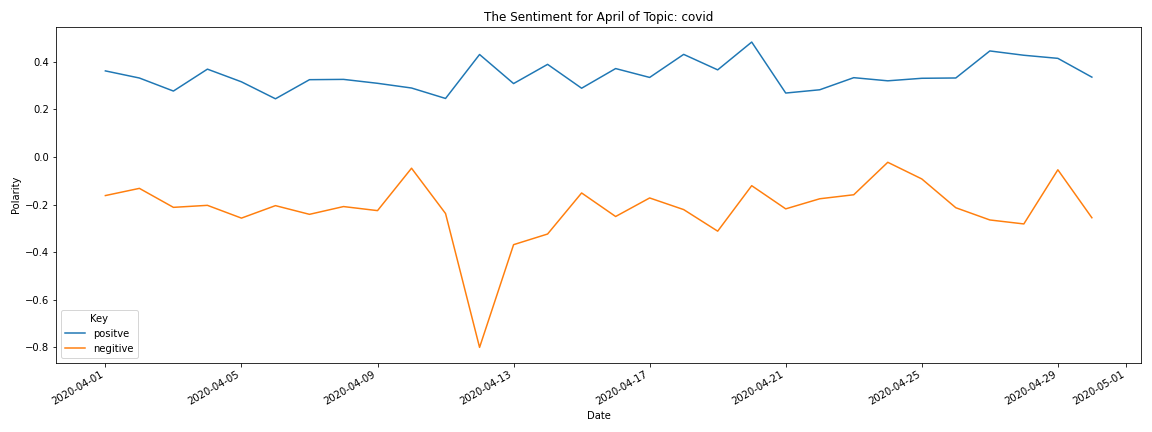 The Sentiment for April of Topic: covid
Polarity
0.4
0.2
0.0
−0.2
−0.4
−0.6
−0.8
Key
positve
negitive
2020-04-01
2020-04-05
2020-04-09
2020-04-13
2020-04-17
2020-04-21
2020-04-25
2020-04-29
2020-05-01
Date